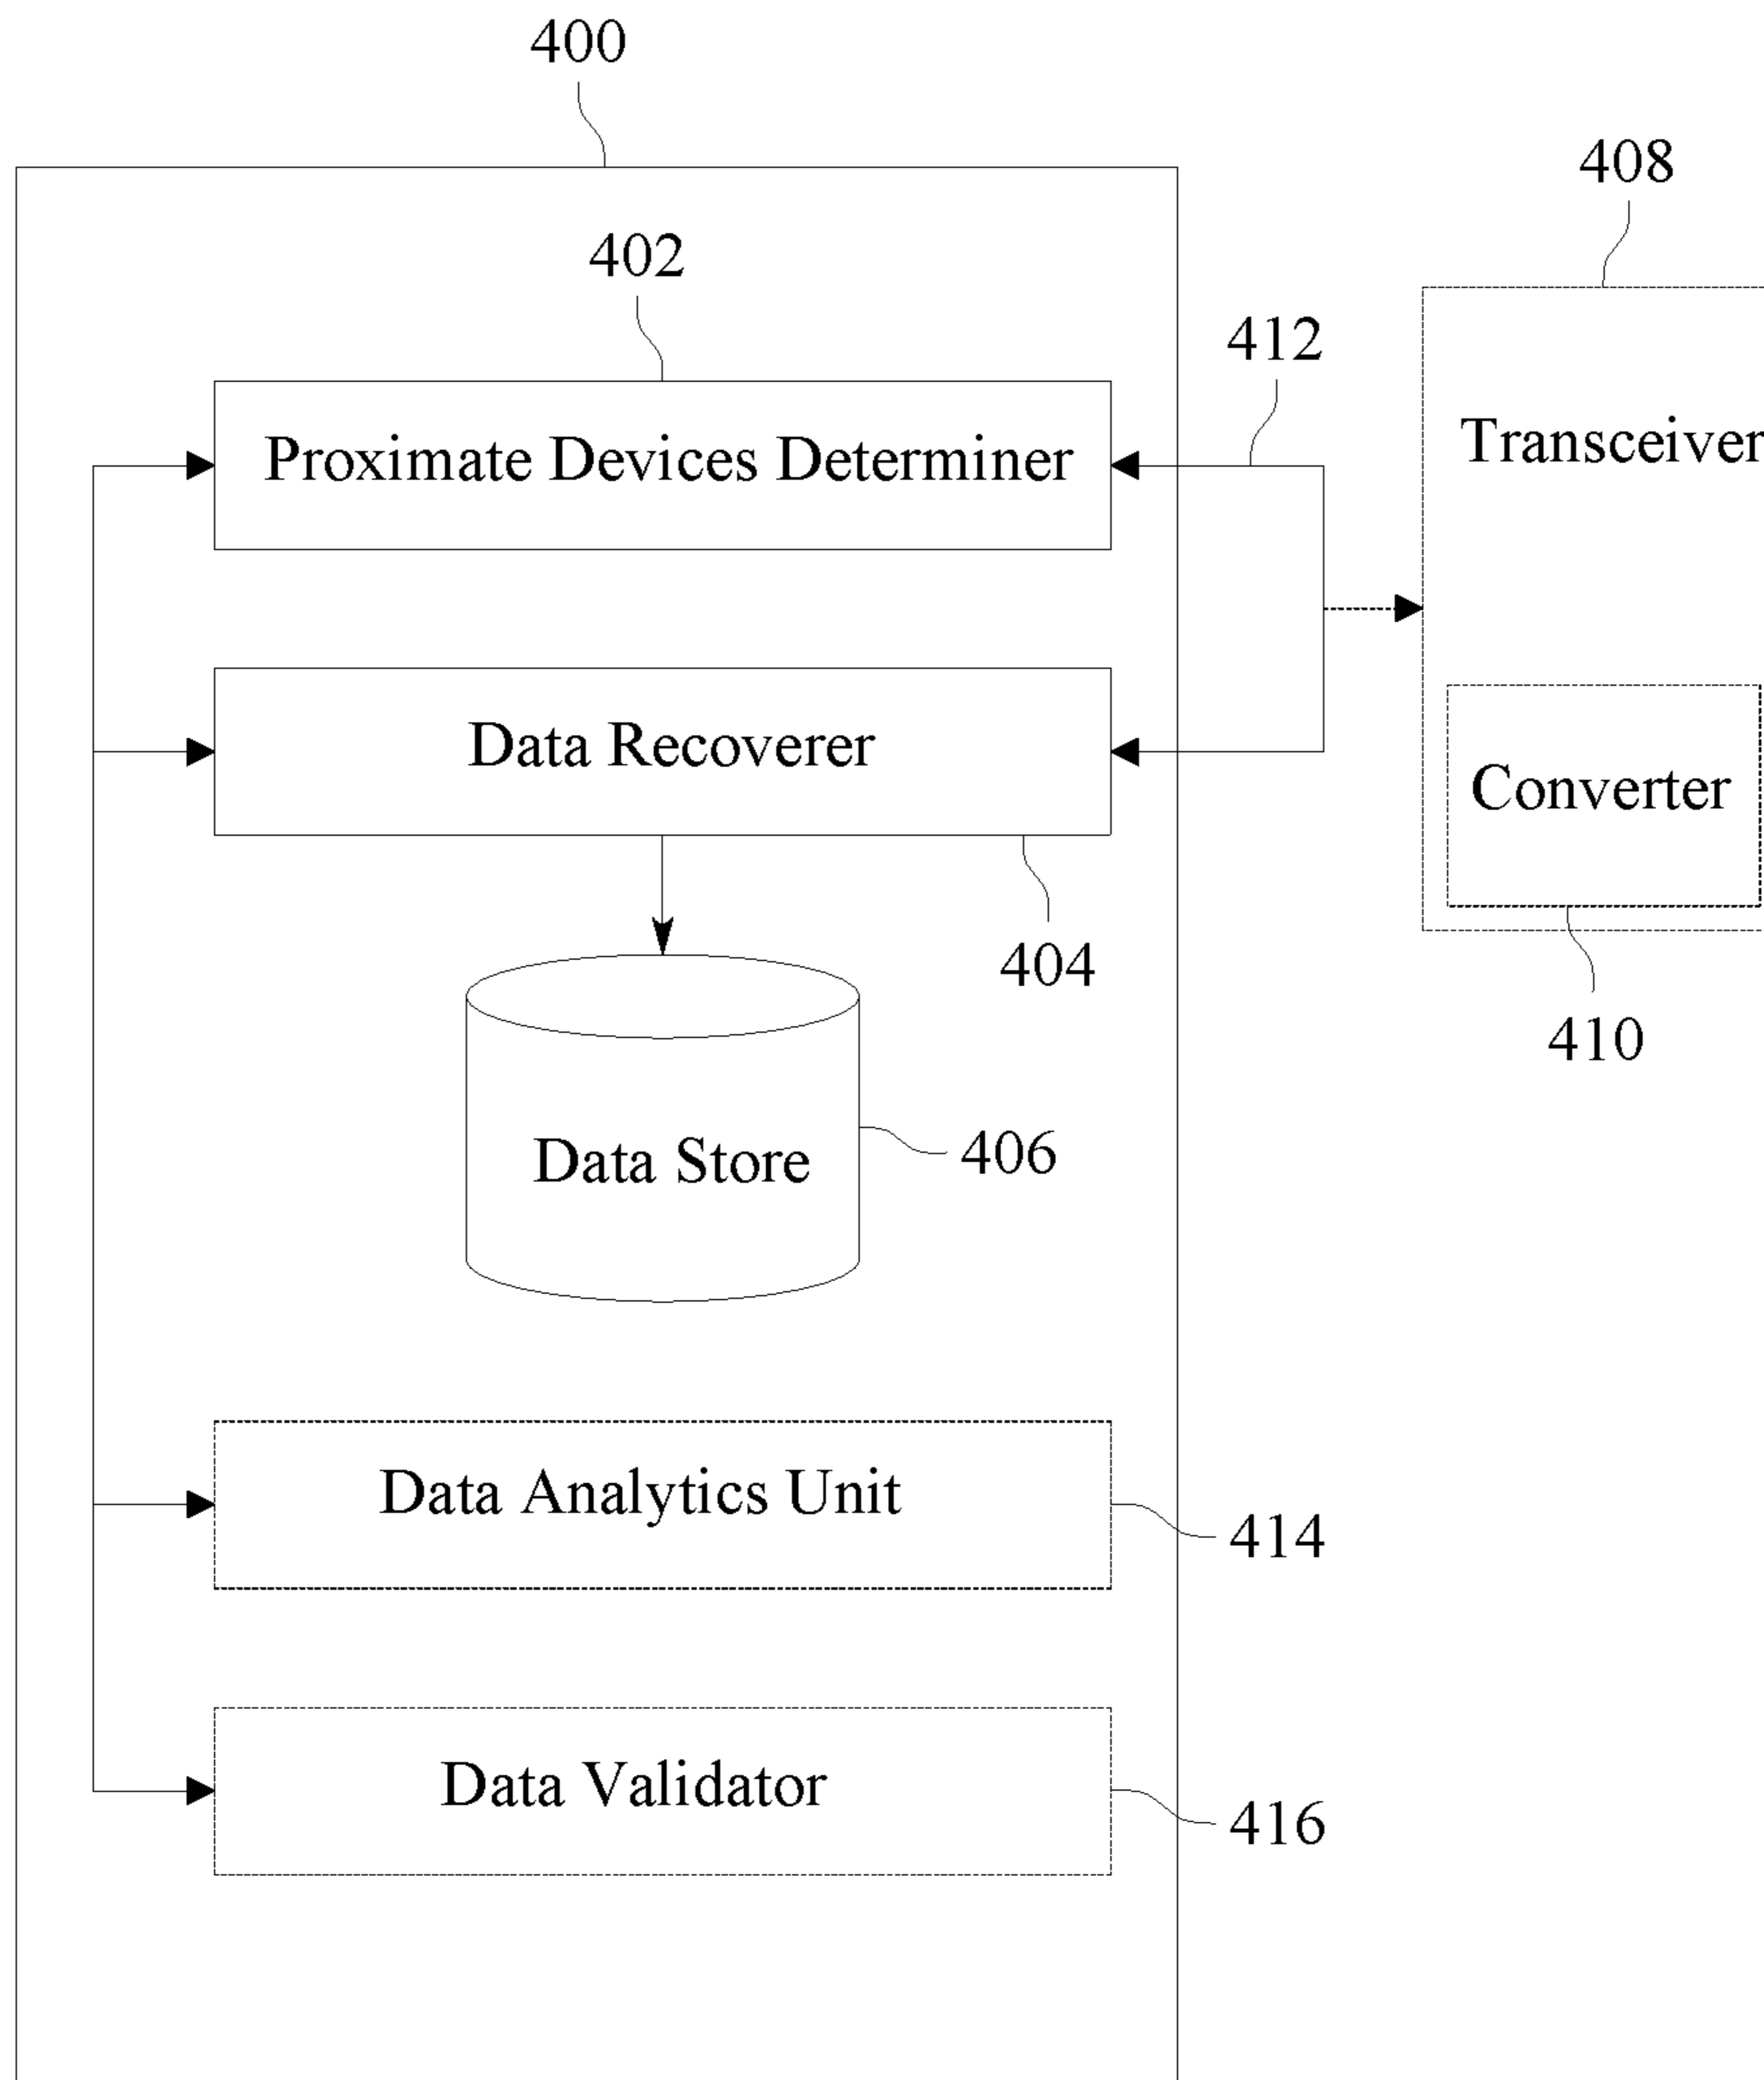 400
408
402
412
Proximate Devices Determiner
Transceiver
Data Recoverer
Converter
404
410
Data Store
406
Data Analytics Unit
414
Data Validator
416